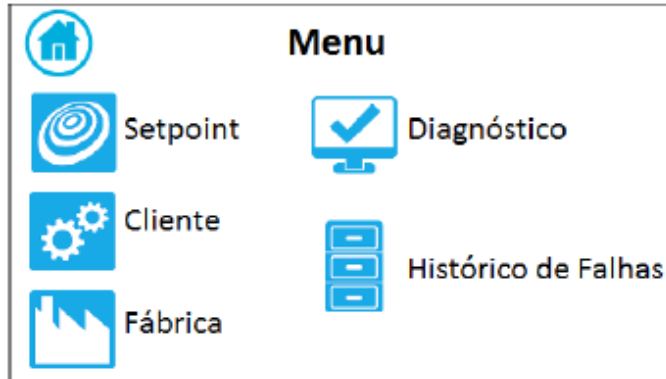 Menu
Setpoint
Diagnóstico
Cliente
Histórico de Falhas
Fábrica